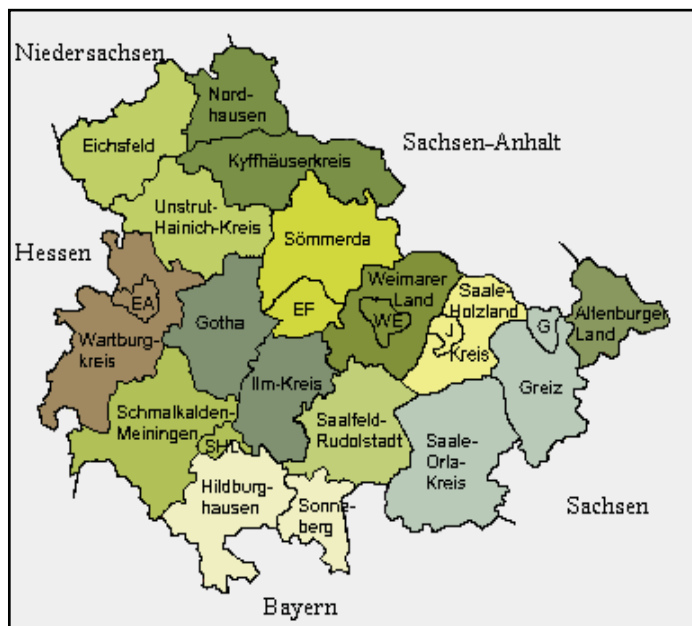 Niedersachsen
Nord-
hausen
Eichsfeld
Sachsen-Anhalt
Kyffhäuserkreis
Unstrut-
Hainich-Kreis
Sömmerda
Hessen
Weimarer
Land
Saale-
Holzland
Kreis
EA
EF
WE
J
G
Altenburger
Land
Gotha
Wartburg-
kreis
Ilm-Kreis
Greiz
Schmalkalden-
Meiningen
Saalfeld-
Rudolstadt
SHL
Saale-
Orla-
Kreis
Hildburg-
hausen
Sonne-
berg
Sachsen
Bayern